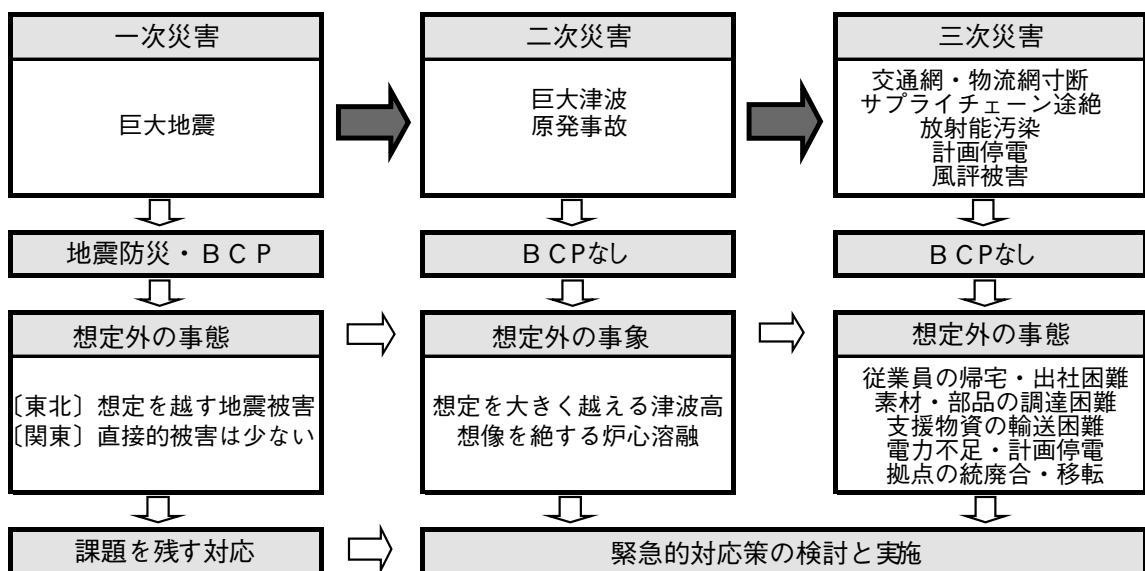 一次災害
巨大地震
二次災害
巨大津波
原発事故
三次災害
交通網・物流網寸断
サプライチェーン途絶
放射能汚染
計画停電
風評被害
地震防災・ＢＣＰ
ＢＣPなし
ＢＣPなし
想定外の事態
〔東北〕想定を越す地震被害
〔関東〕直接的被害は少ない
想定外の事象
想定を大きく越える津波高
想像を絶する炉心溶融
想定外の事態
従業員の帰宅・出社困難
素材・部品の調達困難
支援物資の輸送困難
電力不足・計画停電
拠点の統廃合・移転
課題を残す対応
緊急的対応策の検討と実施